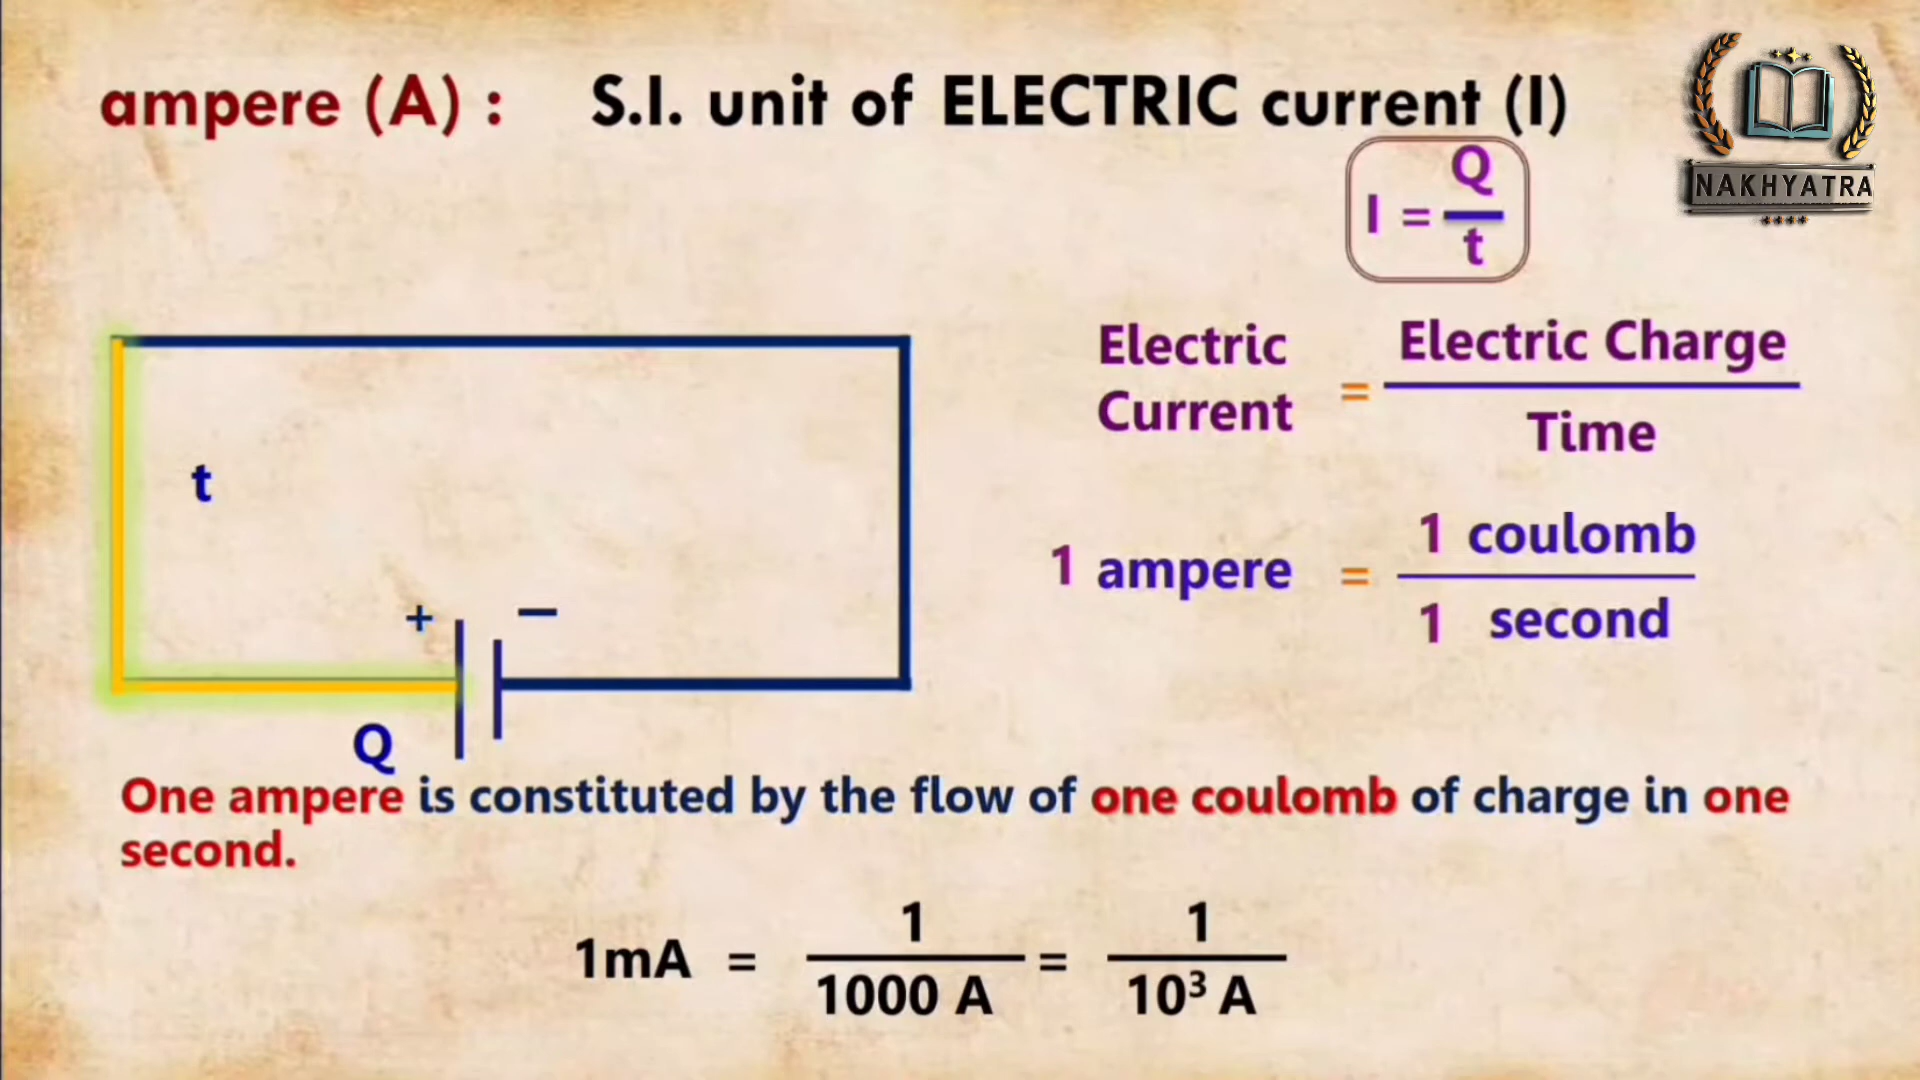 ampere (A) : S.I. unit of ELECTRIC current (I)
NAKHYATRA
I = Q
t
Electric Current = Electric Charge
Time
t
1 ampere = 1 coulomb
1 second
+ −
Q
One ampere is constituted by the flow of one coulomb of charge in one
second.
1mA = 1 = 1
1000 A 10³ A